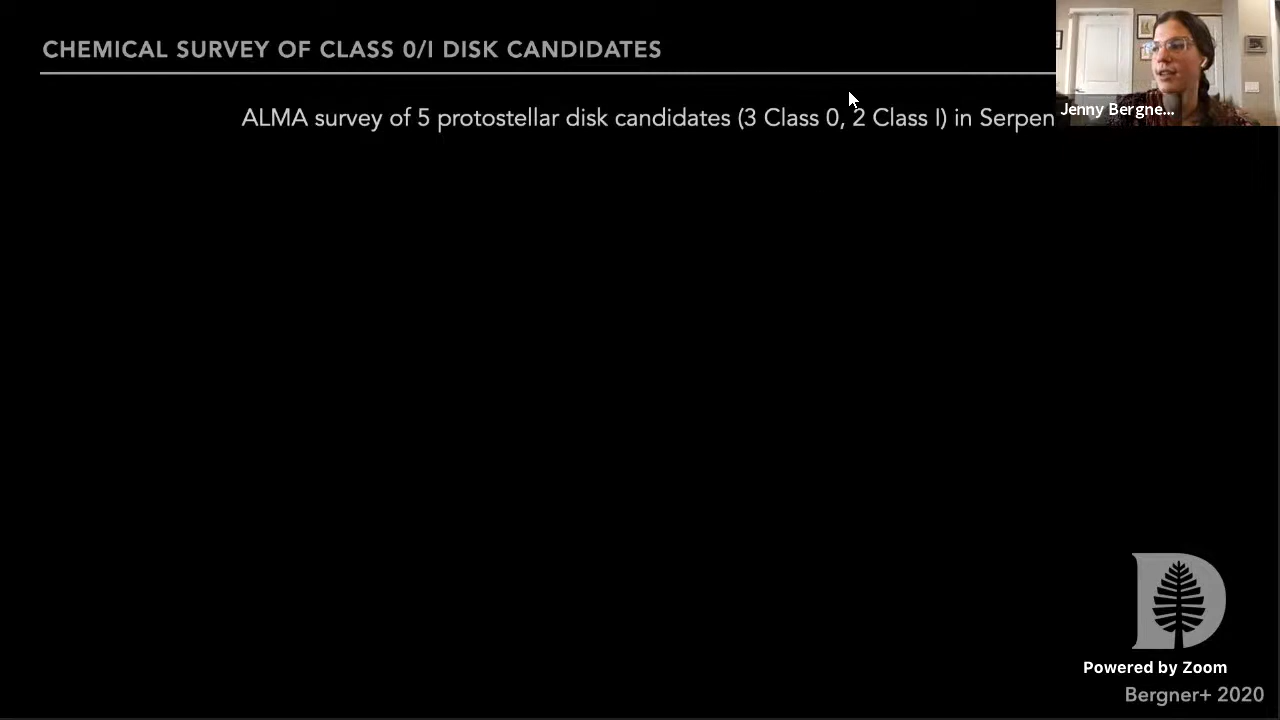 CHEMICAL SURVEY OF CLASS 0/I DISK CANDIDATES
ALMA survey of 5 protostellar disk candidates (3 Class 0, 2 Class I) in Serpen
Jenny Bergne...
D
Powered by Zoom
Bergner+ 2020